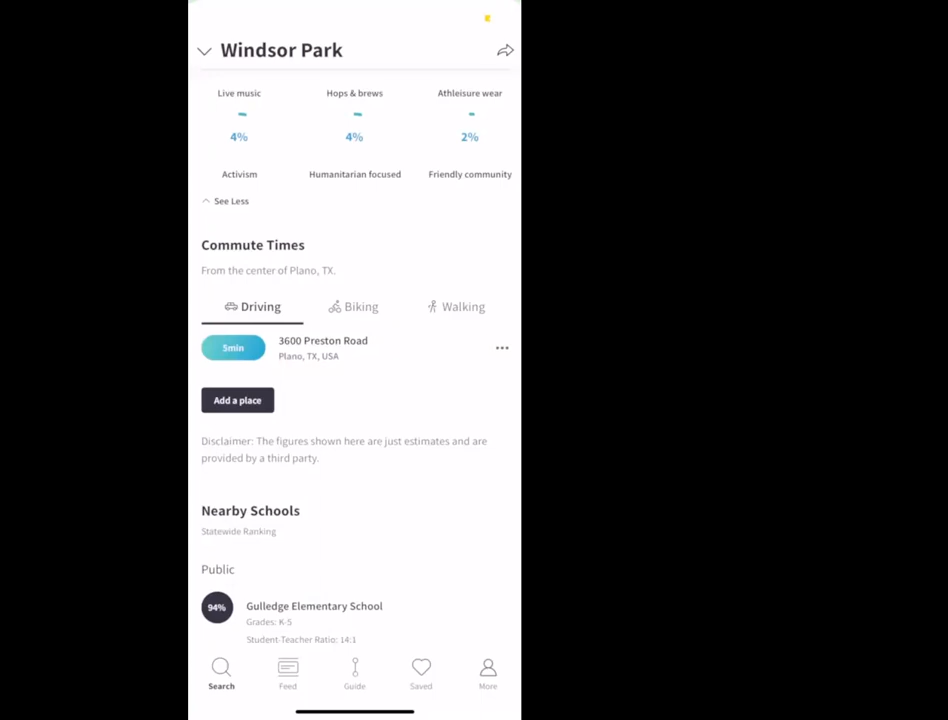 Windsor Park
Live music
Hops & brews
Athleisure wear
4%
4%
2%
Activism
Humanitarian focused
Friendly community
See Less
Commute Times
From the center of Plano, TX.
Driving
Biking
Walking
5min
3600 Preston Road
Plano, TX, USA
Add a place
Disclaimer: The figures shown here are just estimates and are
provided by a third party.
Nearby Schools
Statewide Ranking
Public
94%
Gulledge Elementary School
Grades: K-5
Student-Teacher Ratio: 14:1
Search
Feed
Guide
Saved
More